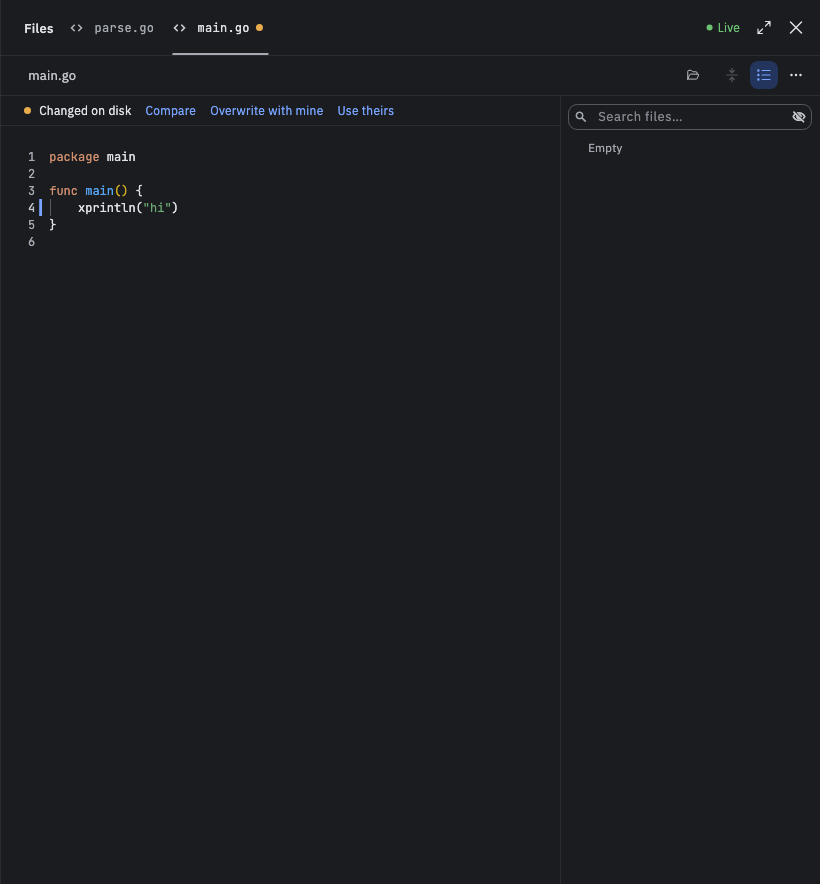 Files <> parse.go <> main.go Live
main.go
Changed on disk Compare Overwrite with mine Use theirs
Search files...
Empty
1 package main
2
3 func main() {
4     xprintln("hi")
5 }
6